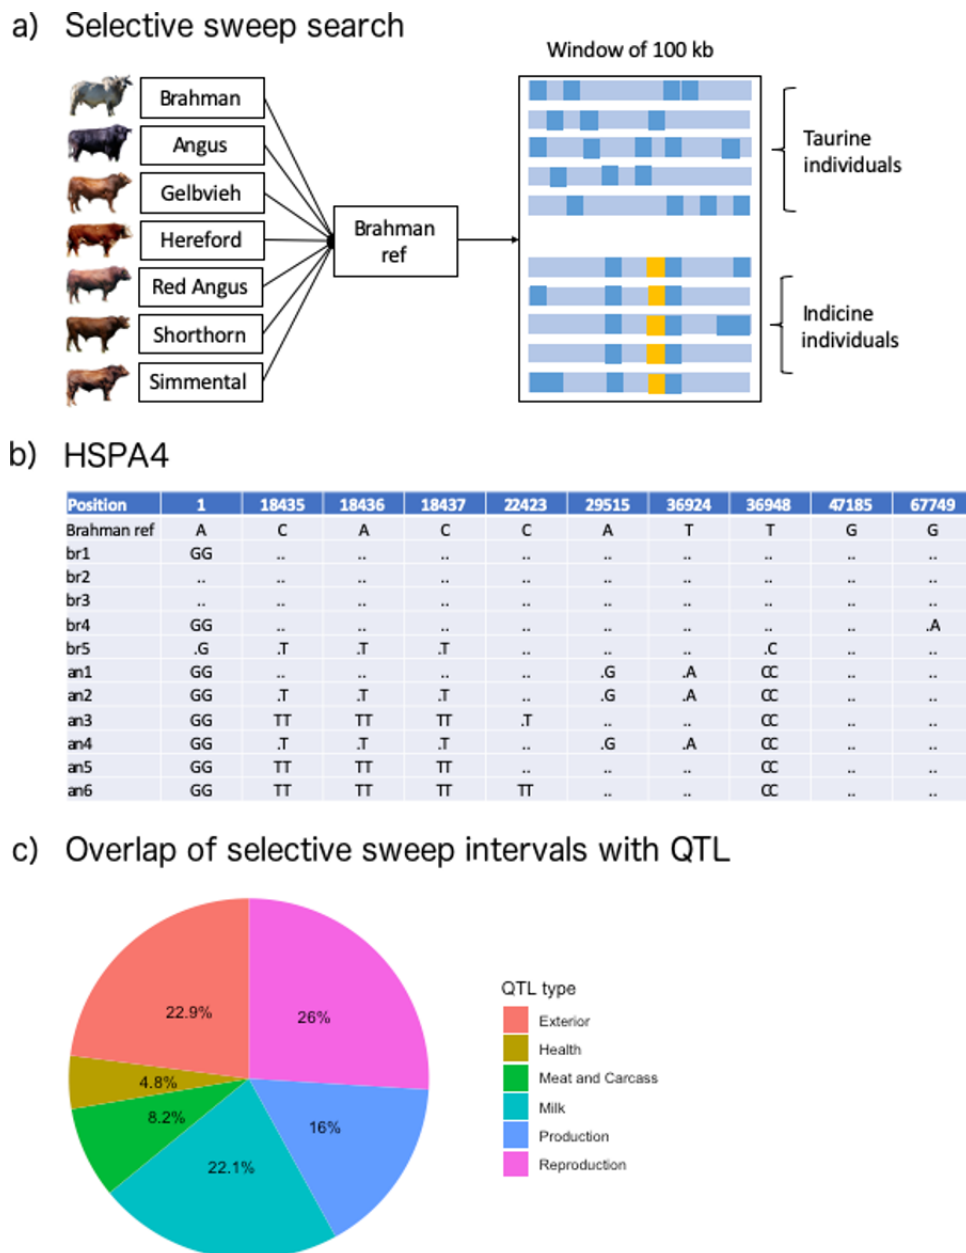 a) Selective sweep search
Window of 100 kb
Brahman
Angus
Gelbvieh
Hereford
Red Angus
Shorthorn
Simmental
Brahman
ref
Taurine
individuals
Indicine
individuals
b) HSPA4
Position 1 18435 18436 18437 22423 29515 36924 36948 47185 67749
Brahman ref A C A C C A T T G G
br1 GG .. .. .. .. .. .. .. .. ..
br2 .. .. .. .. .. .. .. .. .. ..
br3 .. .. .. .. .. .. .. .. .. ..
br4 GG .. .. .. .. .. .. .. .. .A
br5 .G .T .T .T .. .. .. .C .. ..
an1 GG .. .. .. .. .G .A CC .. ..
an2 GG .T .T .T .. .G .A CC .. ..
an3 GG TT TT TT .T .. .. CC .. ..
an4 GG .T .T .T .. .G .A CC .. ..
an5 GG TT TT TT .. .. .. CC .. ..
an6 GG TT TT TT TT .. .. CC .. ..
c) Overlap of selective sweep intervals with QTL
22.9%
26%
4.8%
8.2%
16%
22.1%
QTL type
Exterior
Health
Meat and Carcass
Milk
Production
Reproduction